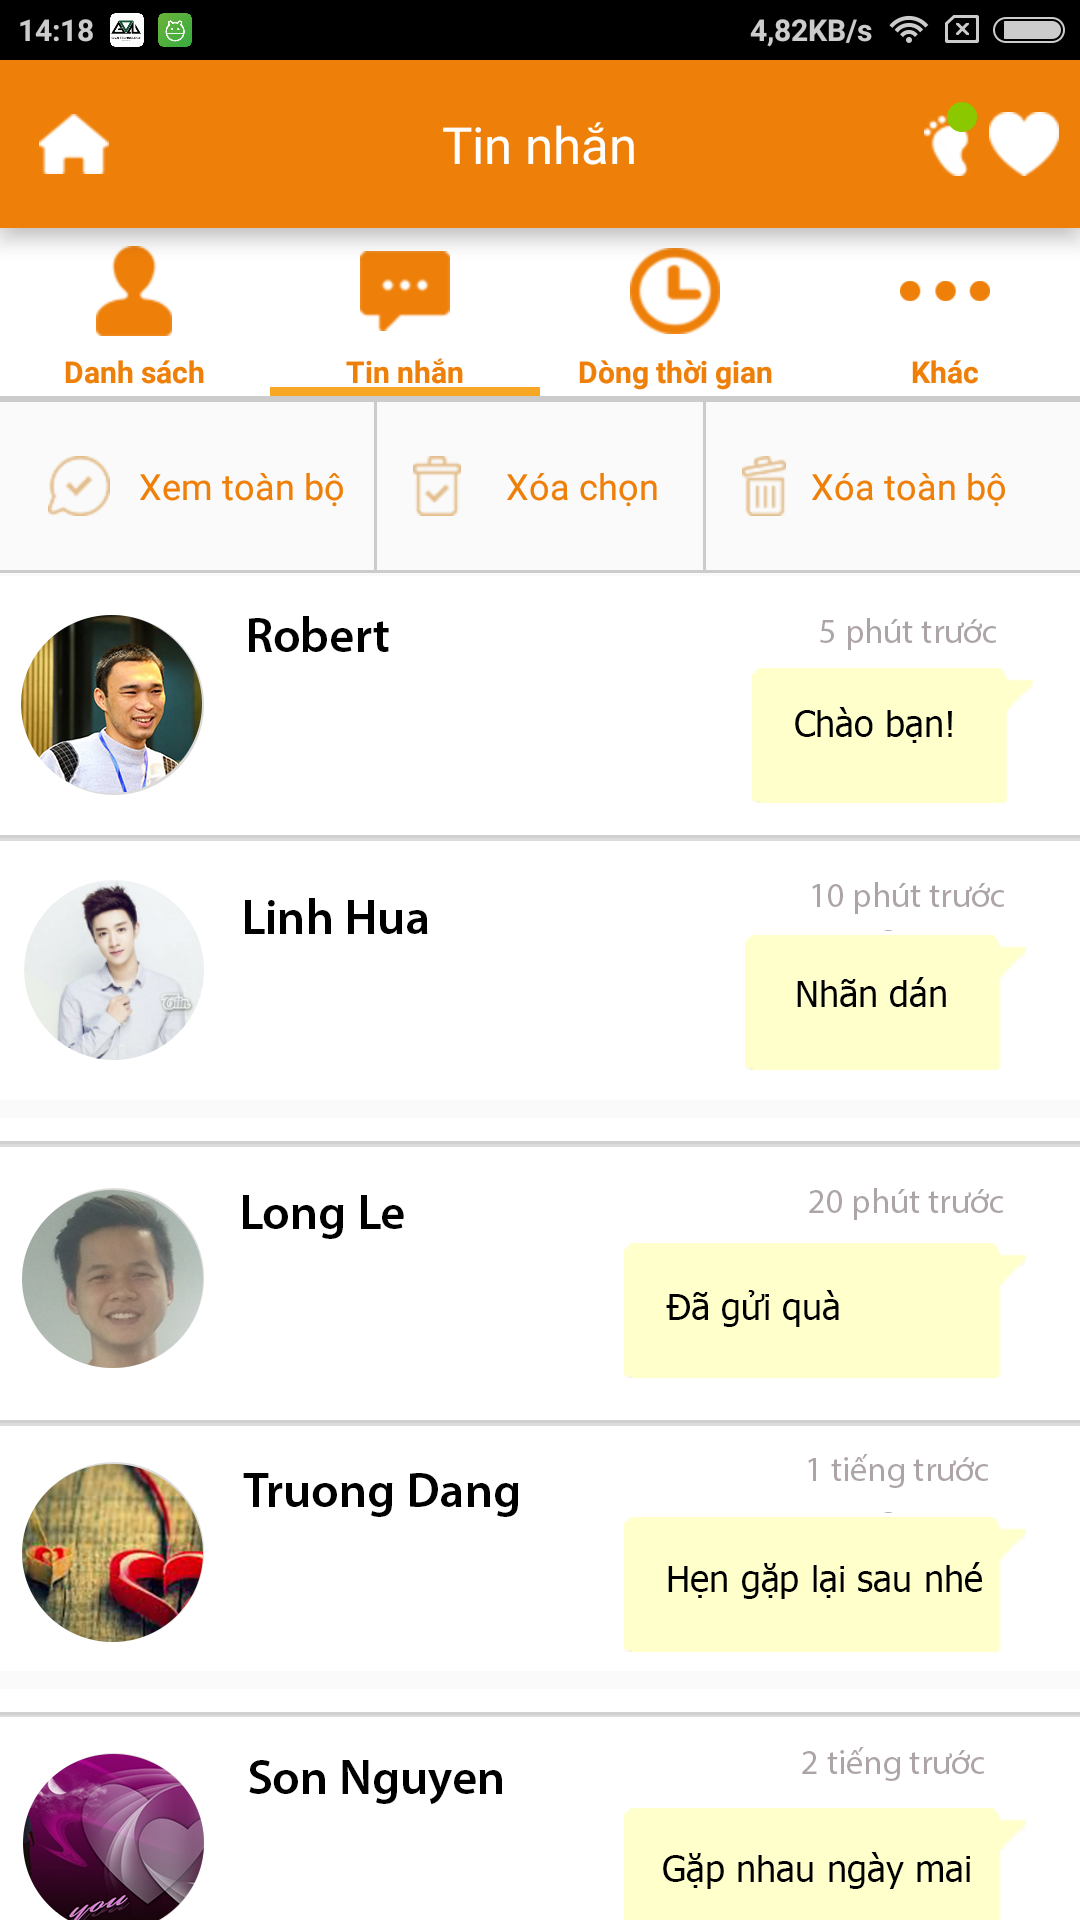 14:18 4,82KB/s
Tin nhắn
Danh sách Tin nhắn Dòng thời gian Khác
Xem toàn bộ Xóa chọn Xóa toàn bộ
Robert 5 phút trước
Chào bạn!
Linh Hua 10 phút trước
Nhãn dán
Long Le 20 phút trước
Đã gửi quà
Truong Dang 1 tiếng trước
Hẹn gặp lại sau nhé
Son Nguyen 2 tiếng trước
Gặp nhau ngày mai
you